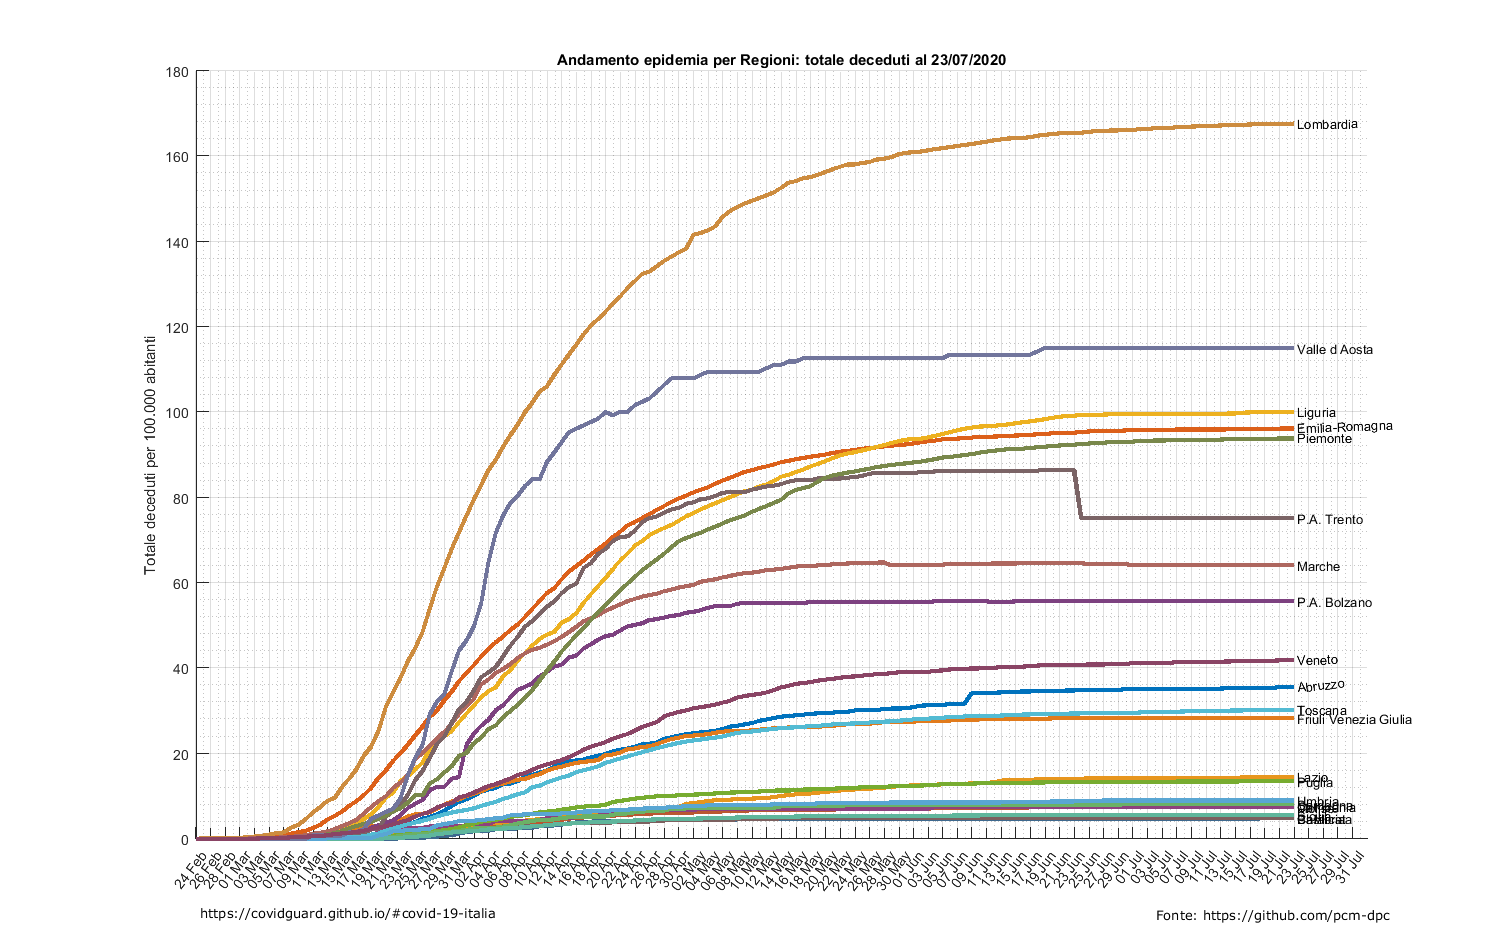 Andamento epidemia per Regioni: totale deceduti al 23/07/2020
Totale deceduti per 100.000 abitanti
180
160
140
120
100
80
60
40
20
0
Lombardia
Valle d Aosta
Liguria
Emilia-Romagna
Piemonte
P.A. Trento
Marche
P.A. Bolzano
Veneto
Abruzzo
Toscana
Friuli Venezia Giulia
Lazio
Puglia
Umbria
24 Feb
26 Feb
28 Feb
01 Mar
03 Mar
05 Mar
07 Mar
09 Mar
11 Mar
13 Mar
15 Mar
17 Mar
19 Mar
21 Mar
23 Mar
25 Mar
27 Mar
29 Mar
31 Mar
02 Apr
04 Apr
06 Apr
08 Apr
10 Apr
12 Apr
14 Apr
16 Apr
18 Apr
20 Apr
22 Apr
24 Apr
26 Apr
28 Apr
30 Apr
02 May
04 May
06 May
08 May
10 May
12 May
14 May
16 May
18 May
20 May
22 May
24 May
26 May
28 May
30 May
01 Jun
03 Jun
05 Jun
07 Jun
09 Jun
11 Jun
13 Jun
15 Jun
17 Jun
19 Jun
21 Jun
23 Jun
25 Jun
27 Jun
29 Jun
01 Jul
03 Jul
05 Jul
07 Jul
09 Jul
11 Jul
13 Jul
15 Jul
17 Jul
19 Jul
21 Jul
23 Jul
25 Jul
27 Jul
29 Jul
31 Jul
https://covidguard.github.io/#covid-19-italia
Fonte: https://github.com/pcm-dpc